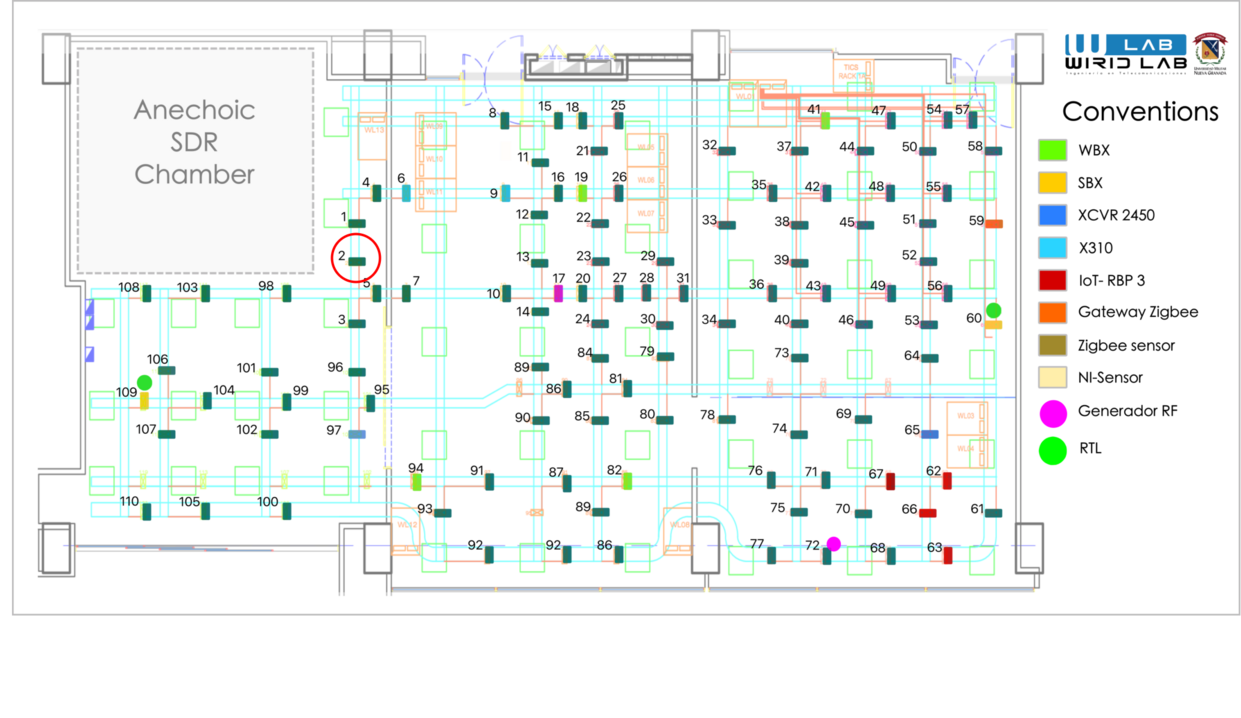 Anechoic
SDR
Chamber
LAB
WIRID LAB
Conventions
WBX
SBX
XCVR 2450
X310
IoT- RBP 3
Gateway Zigbee
Zigbee sensor
NI-Sensor
Generador RF
RTL
TICS
RACK
WL01
WL13
WL10
WL11
WL06
WL07
8 15 18 25 41 47 54 57
32 37 44 50 58
21
11
4 6 9 16 19 26 35 42 48 55
1 12 22 33 38 45 51 59
2 13 23 29 39 52
108 103 98 5 7 10 17 20 27 28 31 36 43 49 56
3 14 24 30 34 40 46 53 60
106 101 96 89 84 79 73 64
109 104 99 95 86 81
107 102 97 90 85 80 78 74 69 65
WL03
WL04
94 91 87 82 76 71 67 62
110 105 100 93 89 75 70 66 61
WL12
92 92 86 77 72 68 63